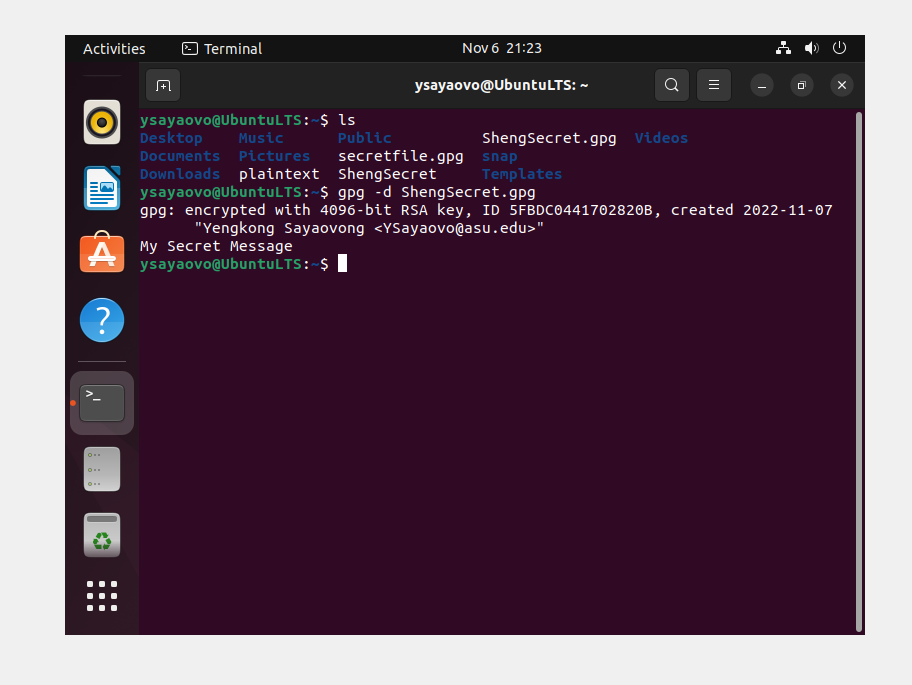 Activities Terminal Nov 6 21:23
ysayaovo@UbuntuLTS: ~
ysayaovo@UbuntuLTS:~$ ls
Desktop Music Public ShengSecret.gpg Videos
Documents Pictures secretfile.gpg snap
Downloads plaintext ShengSecret Templates
ysayaovo@UbuntuLTS:~$ gpg -d ShengSecret.gpg
gpg: encrypted with 4096-bit RSA key, ID 5FBDC0441702820B, created 2022-11-07
"Yengkong Sayaovong <YSayaovo@asu.edu>"
My Secret Message
ysayaovo@UbuntuLTS:~$